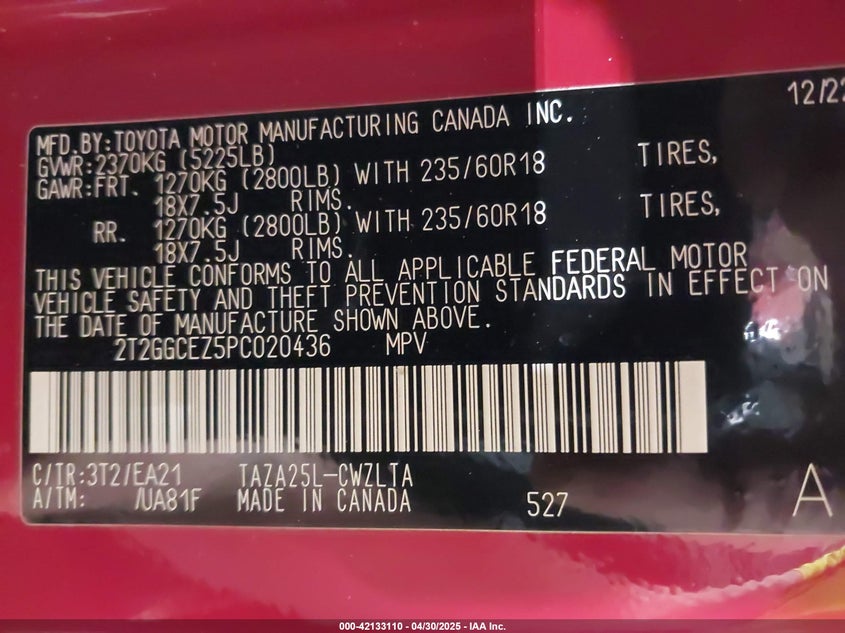 12/22
MFD.BY:TOYOTA MOTOR MANUFACTURING CANADA INC.
GVWR:2370KG (5225LB)
GAWR:FRT. 1270KG (2800LB) WITH 235/60R18 TIRES,
18X7.5J RIMS.
RR. 1270KG (2800LB) WITH 235/60R18 TIRES,
18X7.5J RIMS.
THIS VEHICLE CONFORMS TO ALL APPLICABLE FEDERAL MOTOR
VEHICLE SAFETY AND THEFT PREVENTION STANDARDS IN EFFECT ON
THE DATE OF MANUFACTURE SHOWN ABOVE.
2T2GGCEZ5PC020436 MPV
C/TR:3T2/EA21 TAZA25L-CWZLTA
A/TM: /UA81F MADE IN CANADA 527 A
000-42133110 - 04/30/2025 - IAA Inc.